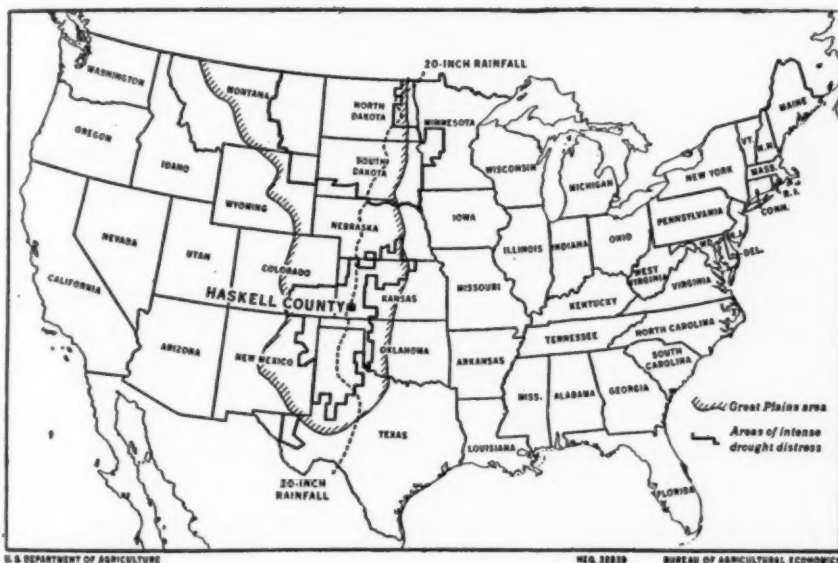 20-INCH RAINFALL
WASHINGTON
MONTANA
NORTH DAKOTA
MINNESOTA
MAINE
OREGON
IDAHO
SOUTH DAKOTA
WISCONSIN
MICHIGAN
VT.
N.H.
NEW YORK
MASS.
R.I.
CONN.
WYOMING
NEBRASKA
IOWA
PENNSYLVANIA
N.J.
NEVADA
UTAH
COLORADO
ILLINOIS
INDIANA
OHIO
MD.
DEL.
CALIFORNIA
HASKELL COUNTY
KANSAS
MISSOURI
WEST VIRGINIA
VIRGINIA
KENTUCKY
ARIZONA
NEW MEXICO
OKLAHOMA
ARKANSAS
TENNESSEE
NORTH CAROLINA
SOUTH CAROLINA
TEXAS
LOUISIANA
MISS.
ALABAMA
GEORGIA
FLORIDA
Great Plains area
Areas of intense
drought distress
20-INCH
RAINFALL
U.S. DEPARTMENT OF AGRICULTURE
NEG. 32839
BUREAU OF AGRICULTURAL ECONOMICS